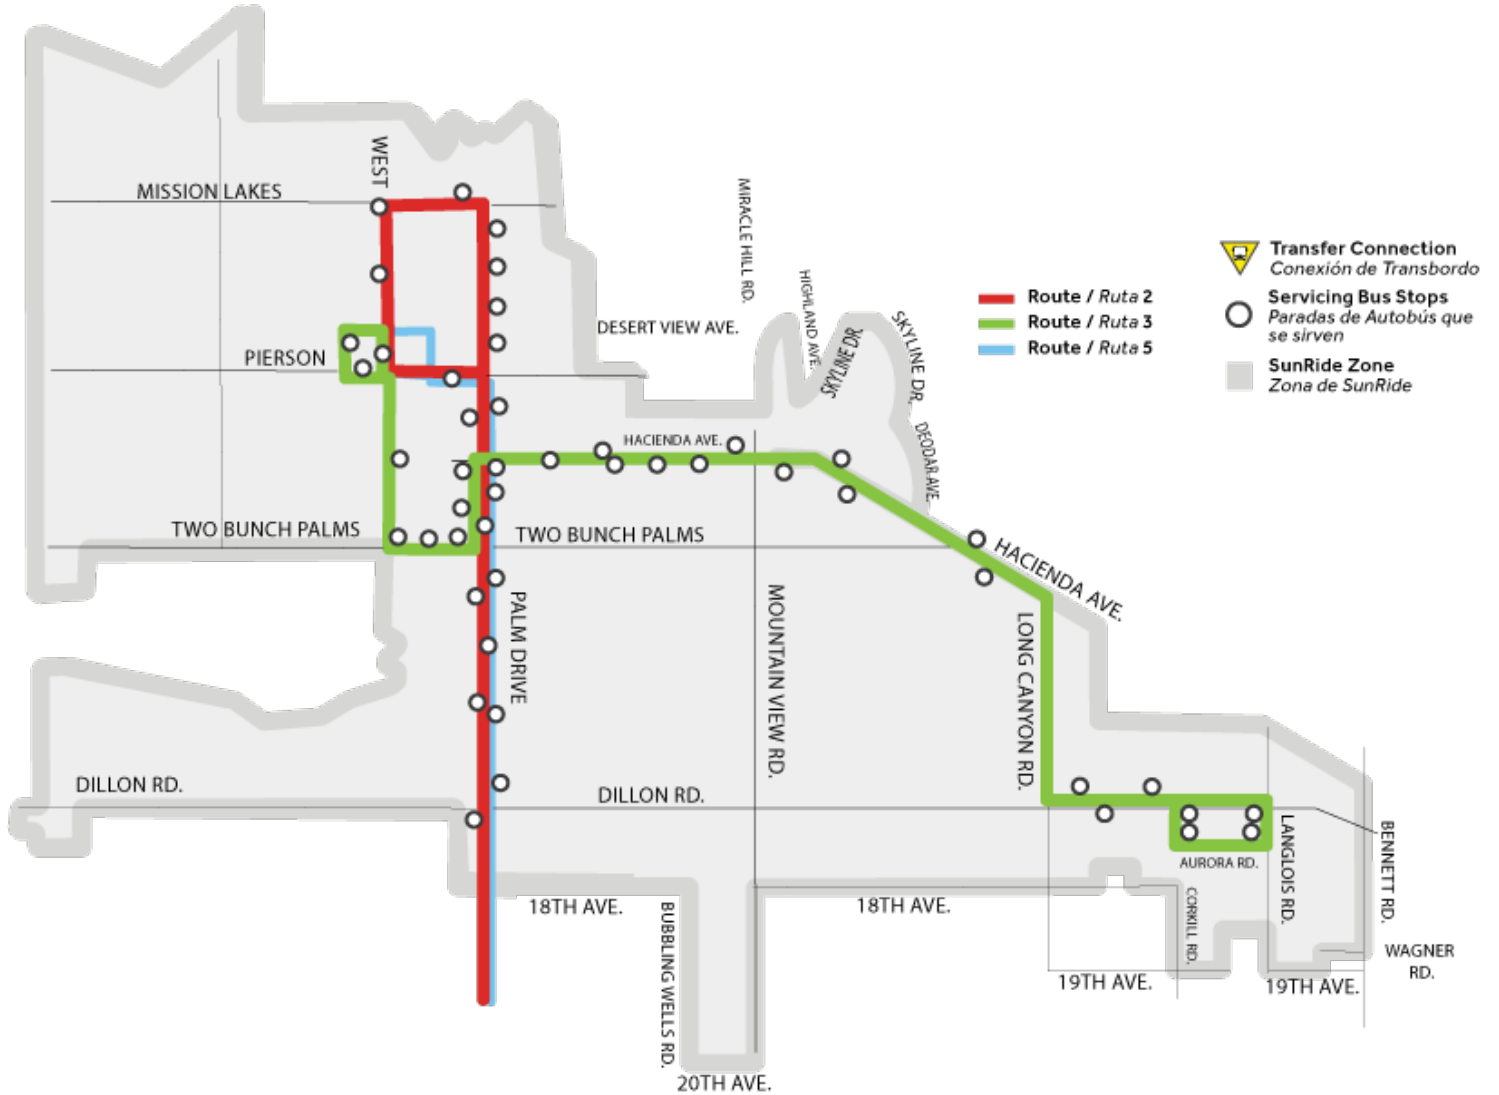 WEST
MISSION LAKES
MIRACLE HILL RD.
HIGHLAND AVE.
SKYLINE DR.
SKYLINE DR.
DEODAR AVE.
DESERT VIEW AVE.
PIERSON
HACIENDA AVE.
TWO BUNCH PALMS
TWO BUNCH PALMS
HACIENDA AVE.
PALM DRIVE
MOUNTAIN VIEW RD.
LONG CANYON RD.
DILLON RD.
DILLON RD.
AURORA RD.
LANGLOIS RD.
BENNETT RD.
18TH AVE.
18TH AVE.
BUBBLING WELLS RD.
CORKILL RD.
WAGNER
RD.
19TH AVE.
19TH AVE.
20TH AVE.
Route / Ruta 2
Route / Ruta 3
Route / Ruta 5
Transfer Connection
Conexión de Transbordo
Servicing Bus Stops
Paradas de Autobús que
se sirven
SunRide Zone
Zona de SunRide